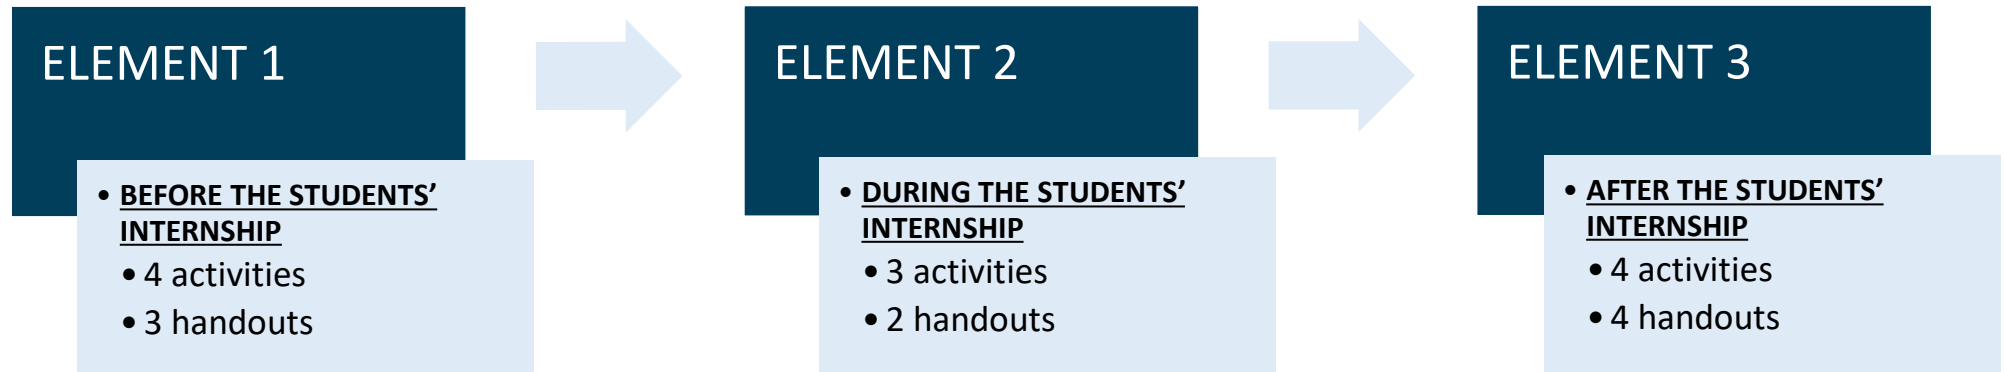 ELEMENT 1
• BEFORE THE STUDENTS’
INTERNSHIP
• 4 activities
• 3 handouts
ELEMENT 2
• DURING THE STUDENTS’
INTERNSHIP
• 3 activities
• 2 handouts
ELEMENT 3
• AFTER THE STUDENTS’
INTERNSHIP
• 4 activities
• 4 handouts